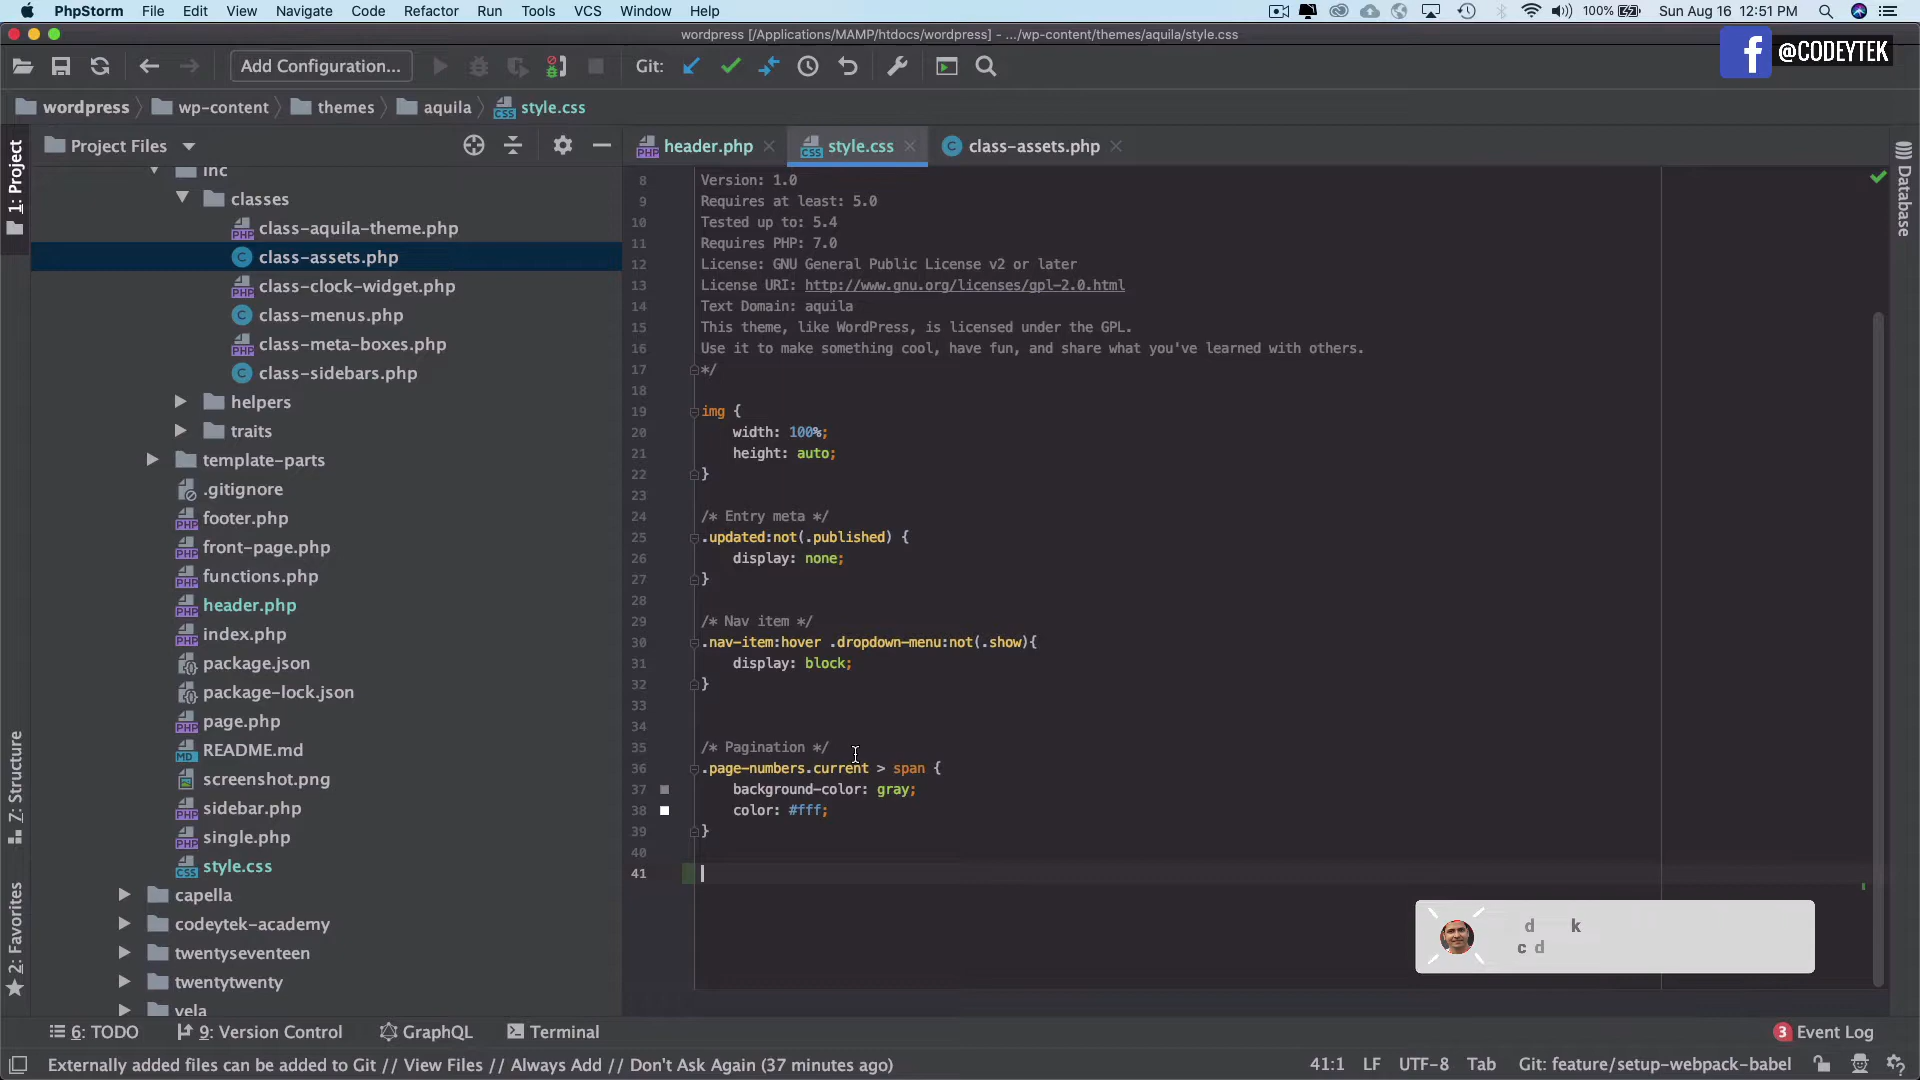 PhpStorm File Edit View Navigate Code Refactor Run Tools VCS Window Help 100% Sun Aug 16 12:51 PM
wordpress [/Applications/MAMP/htdocs/wordpress] - .../wp-content/themes/aquila/style.css
f @CODEYTEK
Add Configuration... Git:
wordpress wp-content themes aquila style.css
1: Project
Project Files
inc
classes
class-aquila-theme.php
class-assets.php
class-clock-widget.php
class-menus.php
class-meta-boxes.php
class-sidebars.php
helpers
traits
template-parts
.gitignore
footer.php
front-page.php
functions.php
header.php
index.php
package.json
package-lock.json
page.php
README.md
screenshot.png
sidebar.php
single.php
style.css
capella
codeytek-academy
twentyseventeen
twentytwenty
vela
7: Structure
2: Favorites
header.php style.css class-assets.php
8 Version: 1.0
9 Requires at least: 5.0
10 Tested up to: 5.4
11 Requires PHP: 7.0
12 License: GNU General Public License v2 or later
13 License URI: http://www.gnu.org/licenses/gpl-2.0.html
14 Text Domain: aquila
15 This theme, like WordPress, is licensed under the GPL.
16 Use it to make something cool, have fun, and share what you've learned with others.
17 */
18
19 img {
20 width: 100%;
21 height: auto;
22 }
23
24 /* Entry meta */
25 .updated:not(.published) {
26 display: none;
27 }
28
29 /* Nav item */
30 .nav-item:hover .dropdown-menu:not(.show){
31 display: block;
32 }
33
34
35 /* Pagination */
36 .page-numbers.current > span {
37 background-color: gray;
38 color: #fff;
39 }
40
41
Database
d k
c d
6: TODO 9: Version Control GraphQL Terminal 3 Event Log
Externally added files can be added to Git // View Files // Always Add // Don't Ask Again (37 minutes ago) 41:1 LF UTF-8 Tab Git: feature/setup-webpack-babel